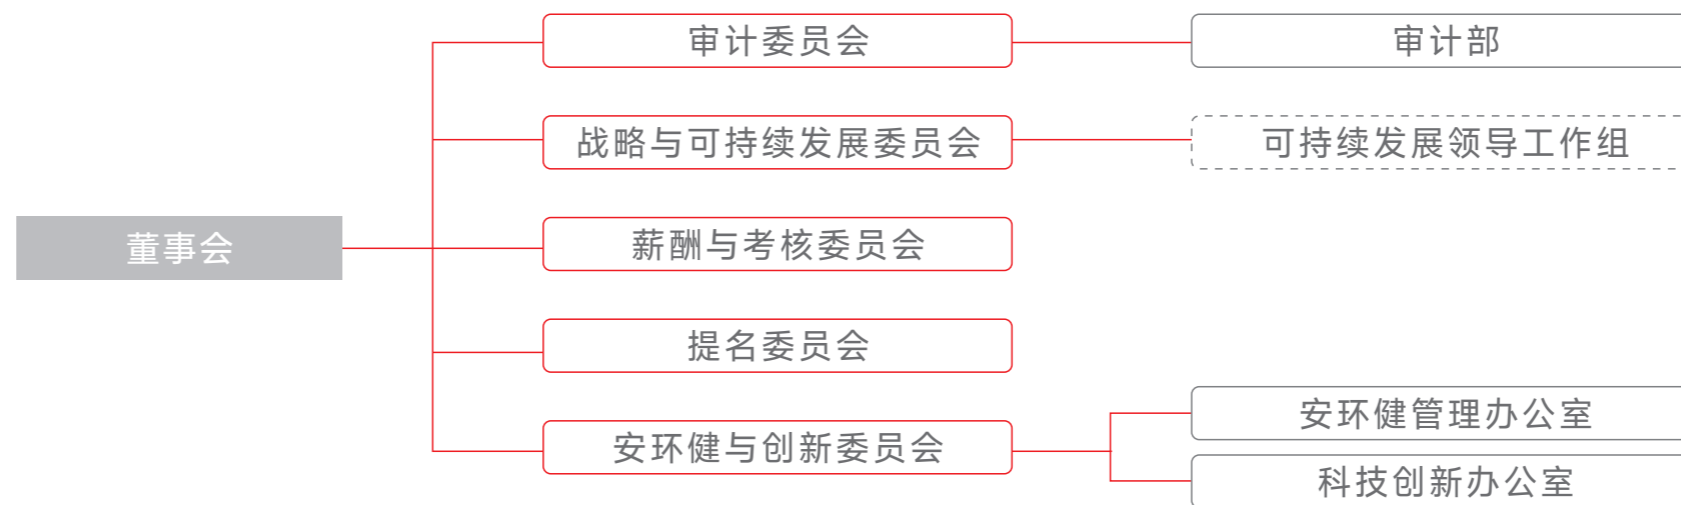 审计委员会
审计部
战略与可持续发展委员会
可持续发展领导工作组
董事会
薪酬与考核委员会
提名委员会
安环健与创新委员会
安环健管理办公室
科技创新办公室